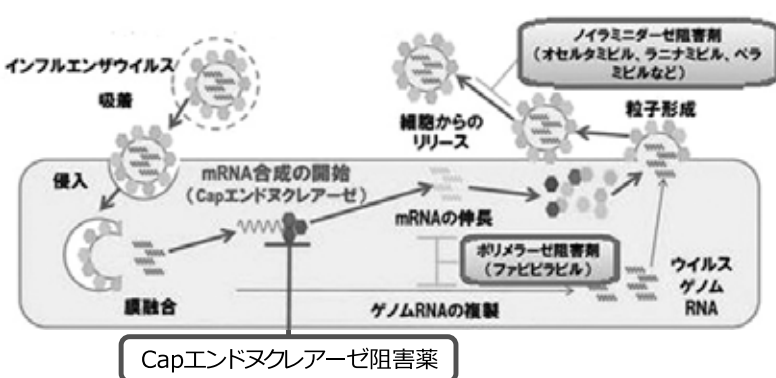 インフルエンザウイルス
吸着
侵入
膜融合
mRNA合成の開始
(Capエンドヌクレアーゼ)
mRNAの伸長
ゲノムRNAの複製
ポリメラーゼ阻害剤
(ファビピラビル)
ウイルス
ゲノム
RNA
粒子形成
細胞からの
リリース
ノイラミニダーゼ阻害剤
(オセルタミビル、ラニナミビル、ペラ
ミビルなど)
Capエンドヌクレアーゼ阻害薬